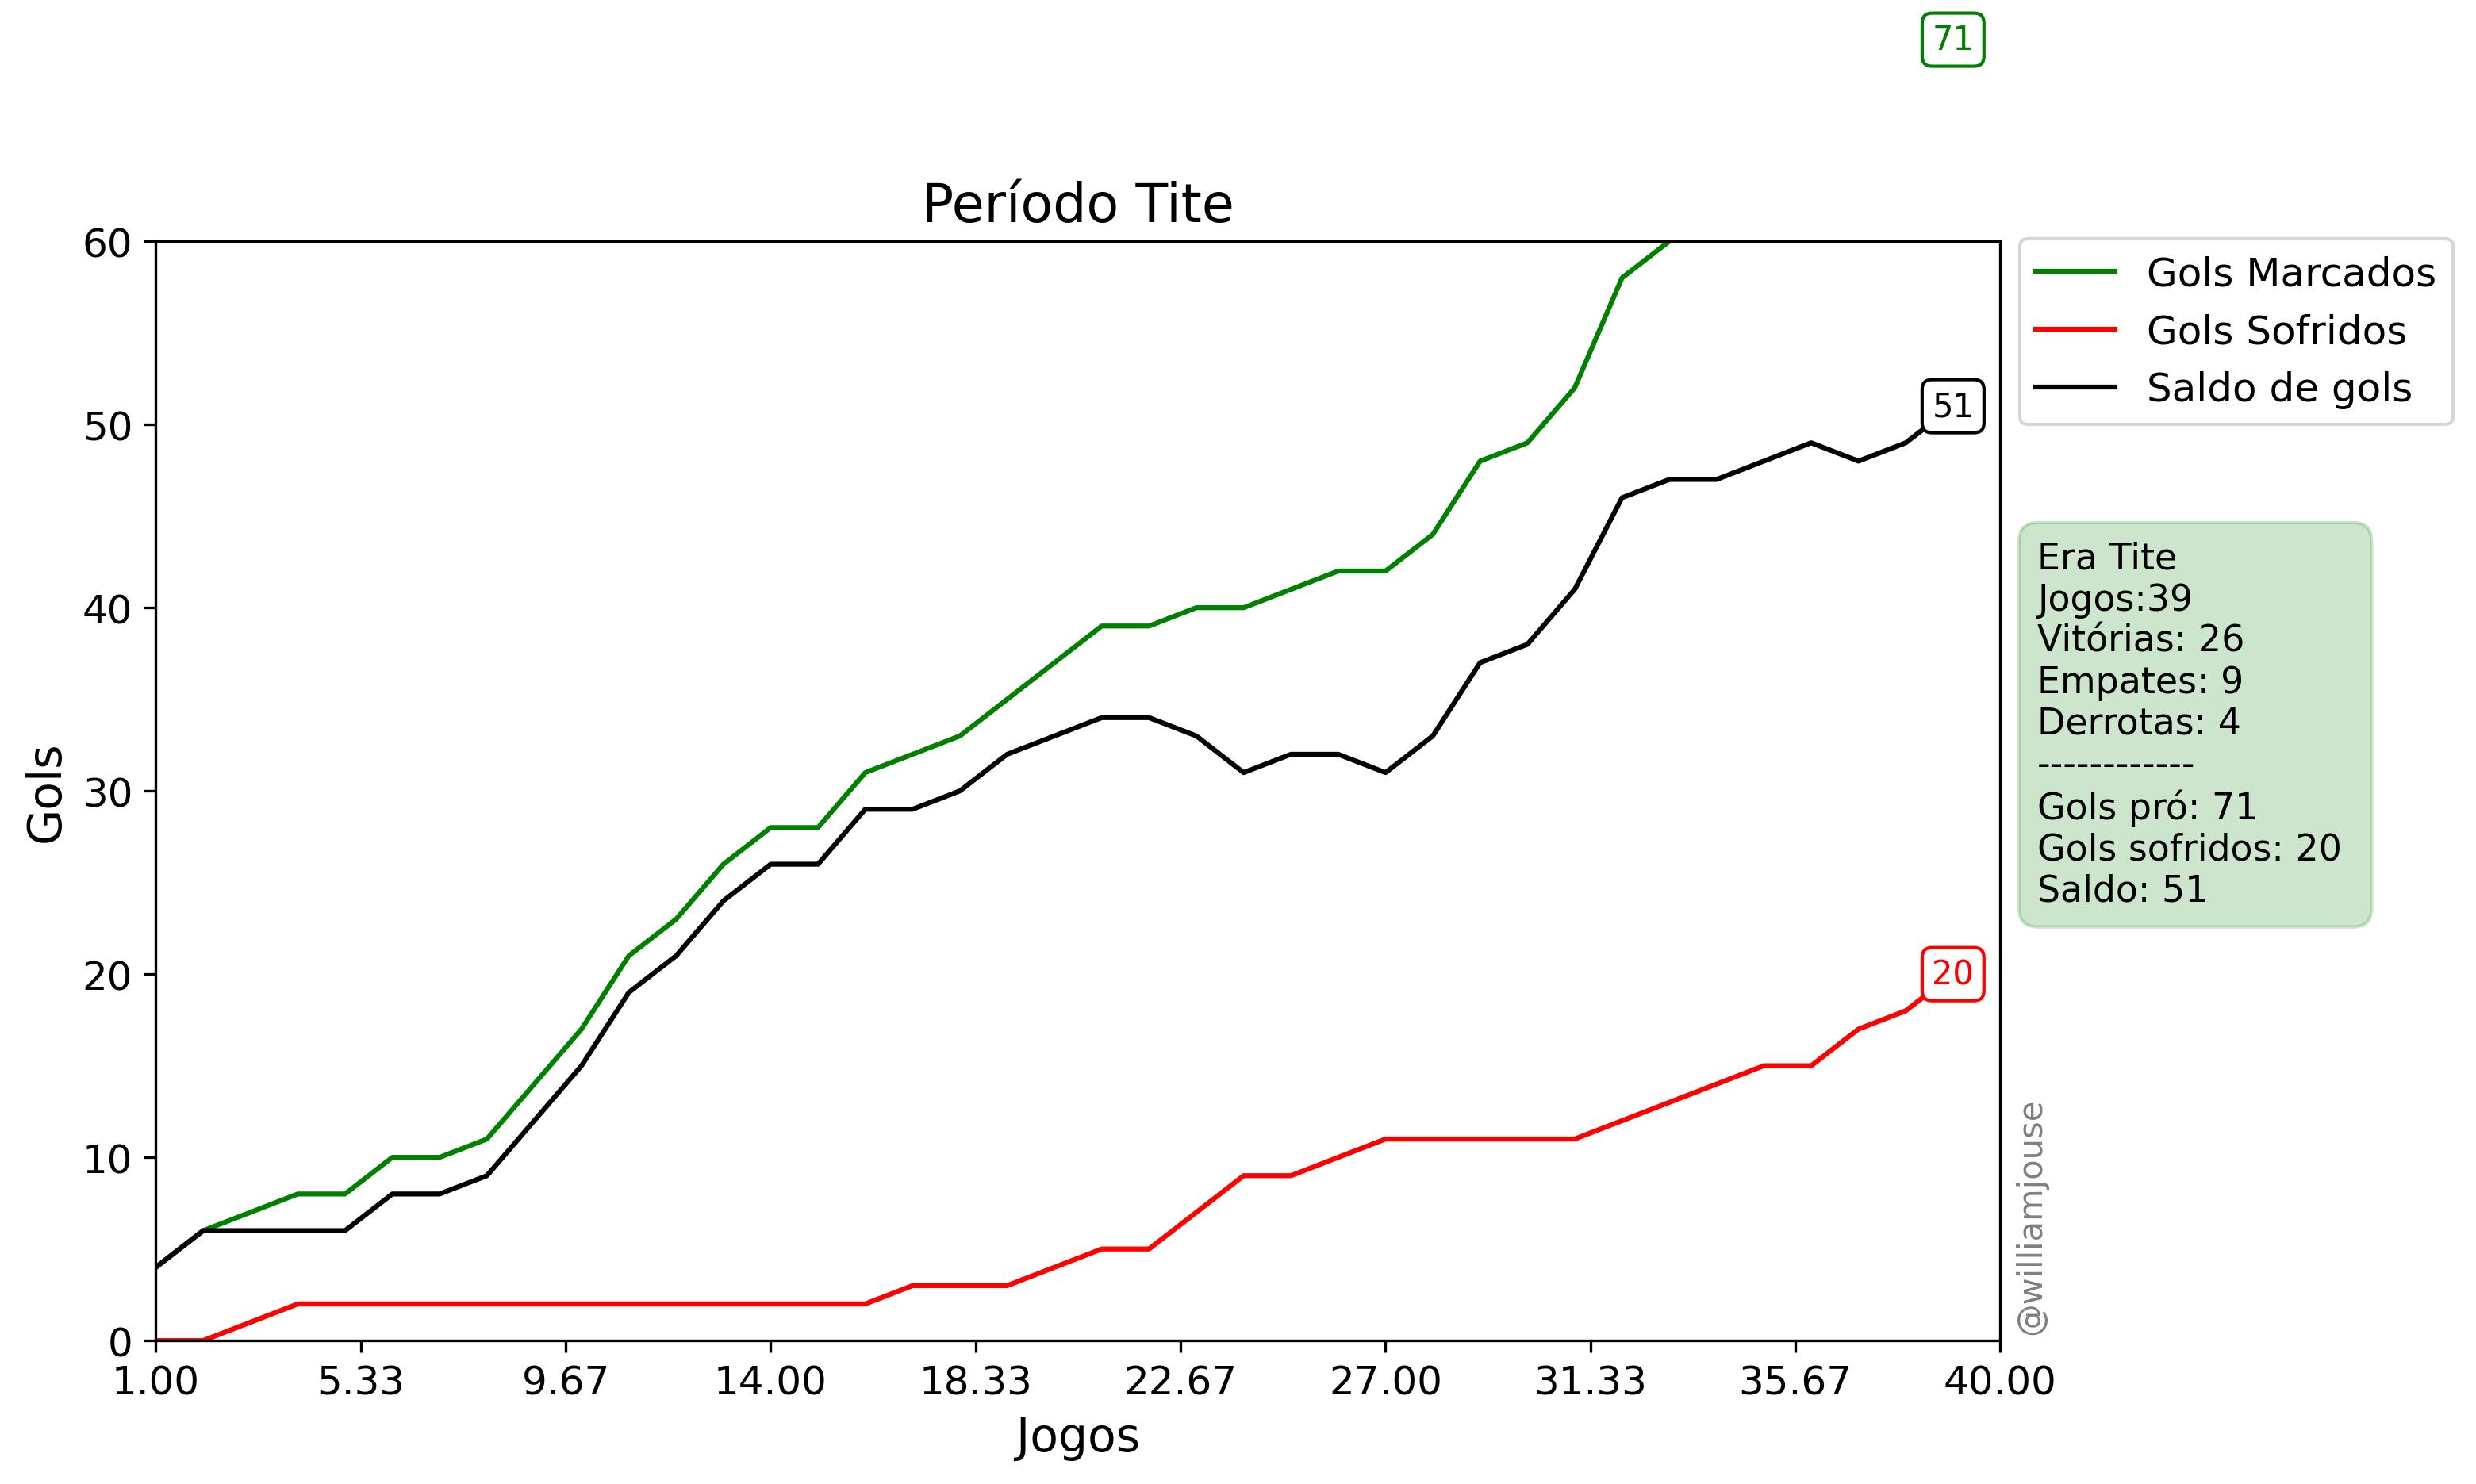 71
Período Tite
60
50
40
30
20
10
0
Gols
1.00 5.33 9.67 14.00 18.33 22.67 27.00 31.33 35.67 40.00
Jogos
51
20
Gols Marcados
Gols Sofridos
Saldo de gols
Era Tite
Jogos:39
Vitórias: 26
Empates: 9
Derrotas: 4
------------
Gols pró: 71
Gols sofridos: 20
Saldo: 51
@williamjouse